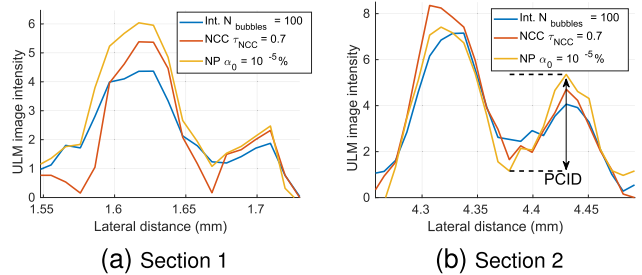 Int. N bubbles = 100
NCC τNCC = 0.7
NP α0 = 10 -5%
ULM image intensity
6
5
4
3
2
1
0
1.55 1.6 1.65 1.7
Lateral distance (mm)
(a) Section 1
Int. N bubbles = 100
NCC τNCC = 0.7
NP α0 = 10 -5%
ULM image intensity
8
6
4
2
0
PCID
4.3 4.35 4.4 4.45
Lateral distance (mm)
(b) Section 2